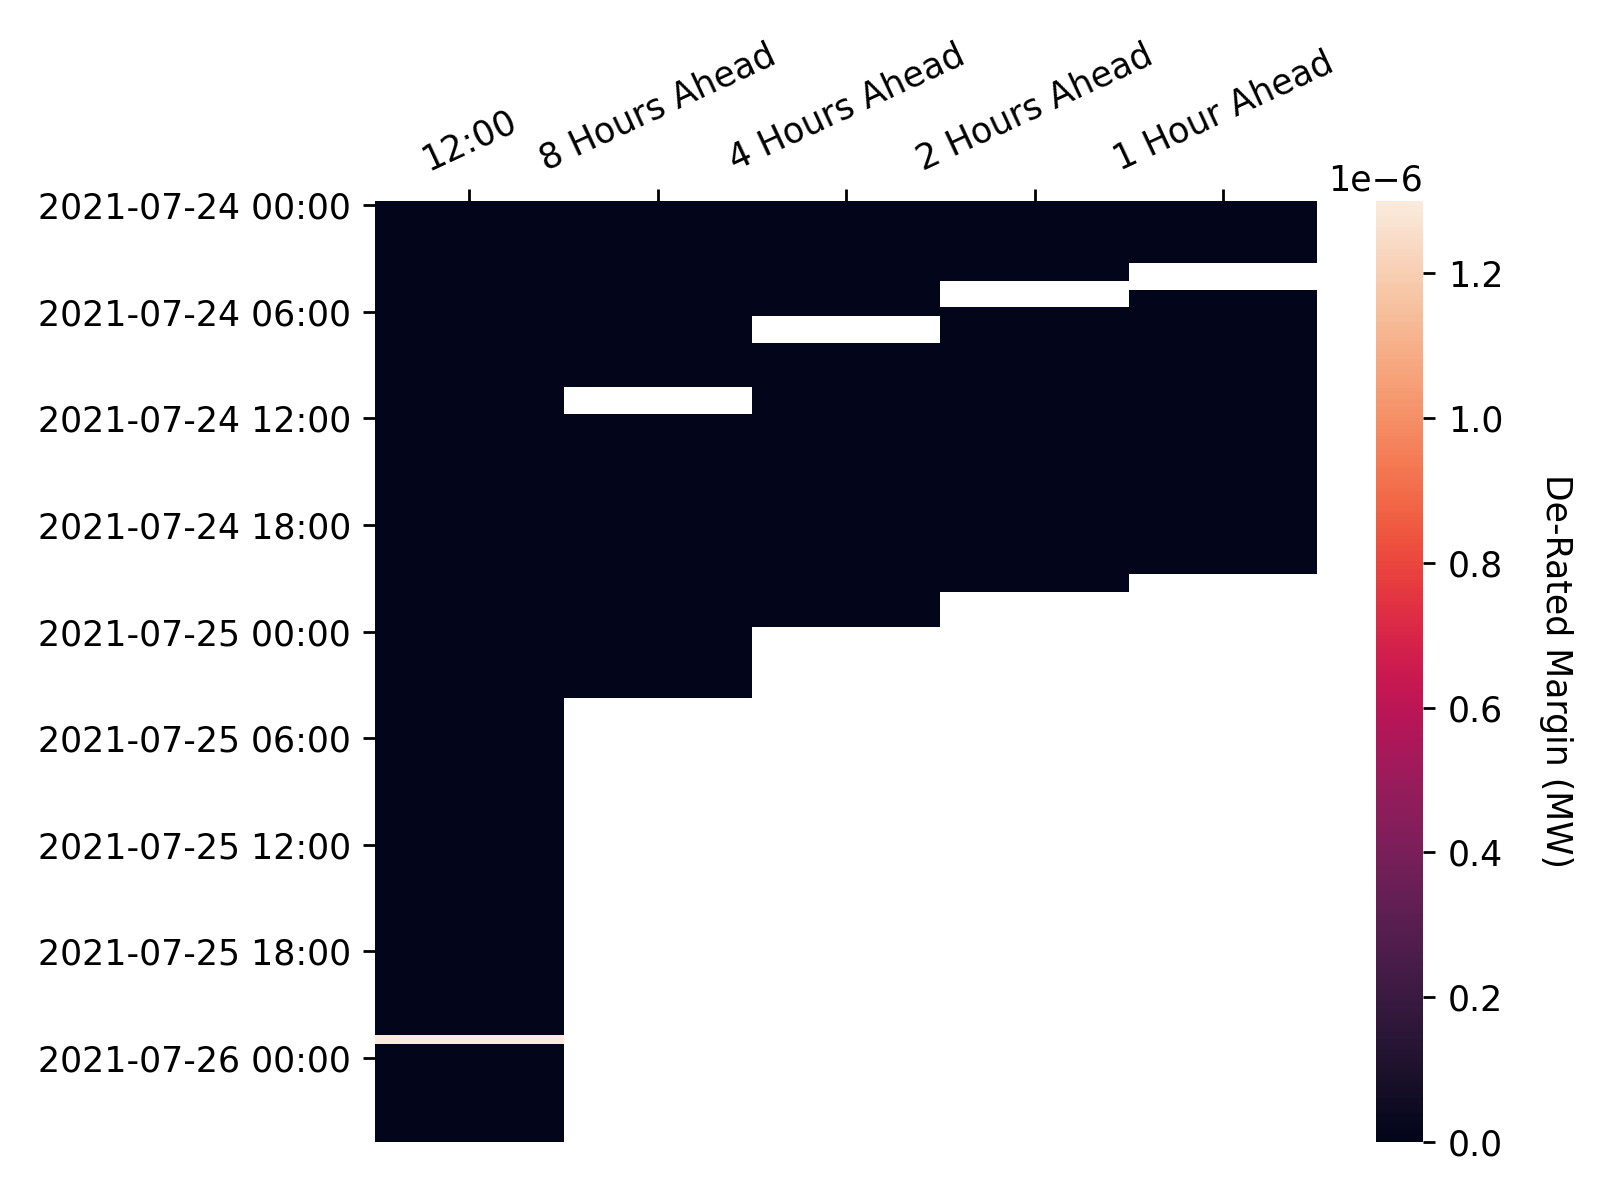 12:00
8 Hours Ahead
4 Hours Ahead
2 Hours Ahead
1 Hour Ahead
2021-07-24 00:00
2021-07-24 06:00
2021-07-24 12:00
2021-07-24 18:00
2021-07-25 00:00
2021-07-25 06:00
2021-07-25 12:00
2021-07-25 18:00
2021-07-26 00:00
1e−6
1.2
1.0
0.8
0.6
0.4
0.2
0.0
De-Rated Margin (MW)